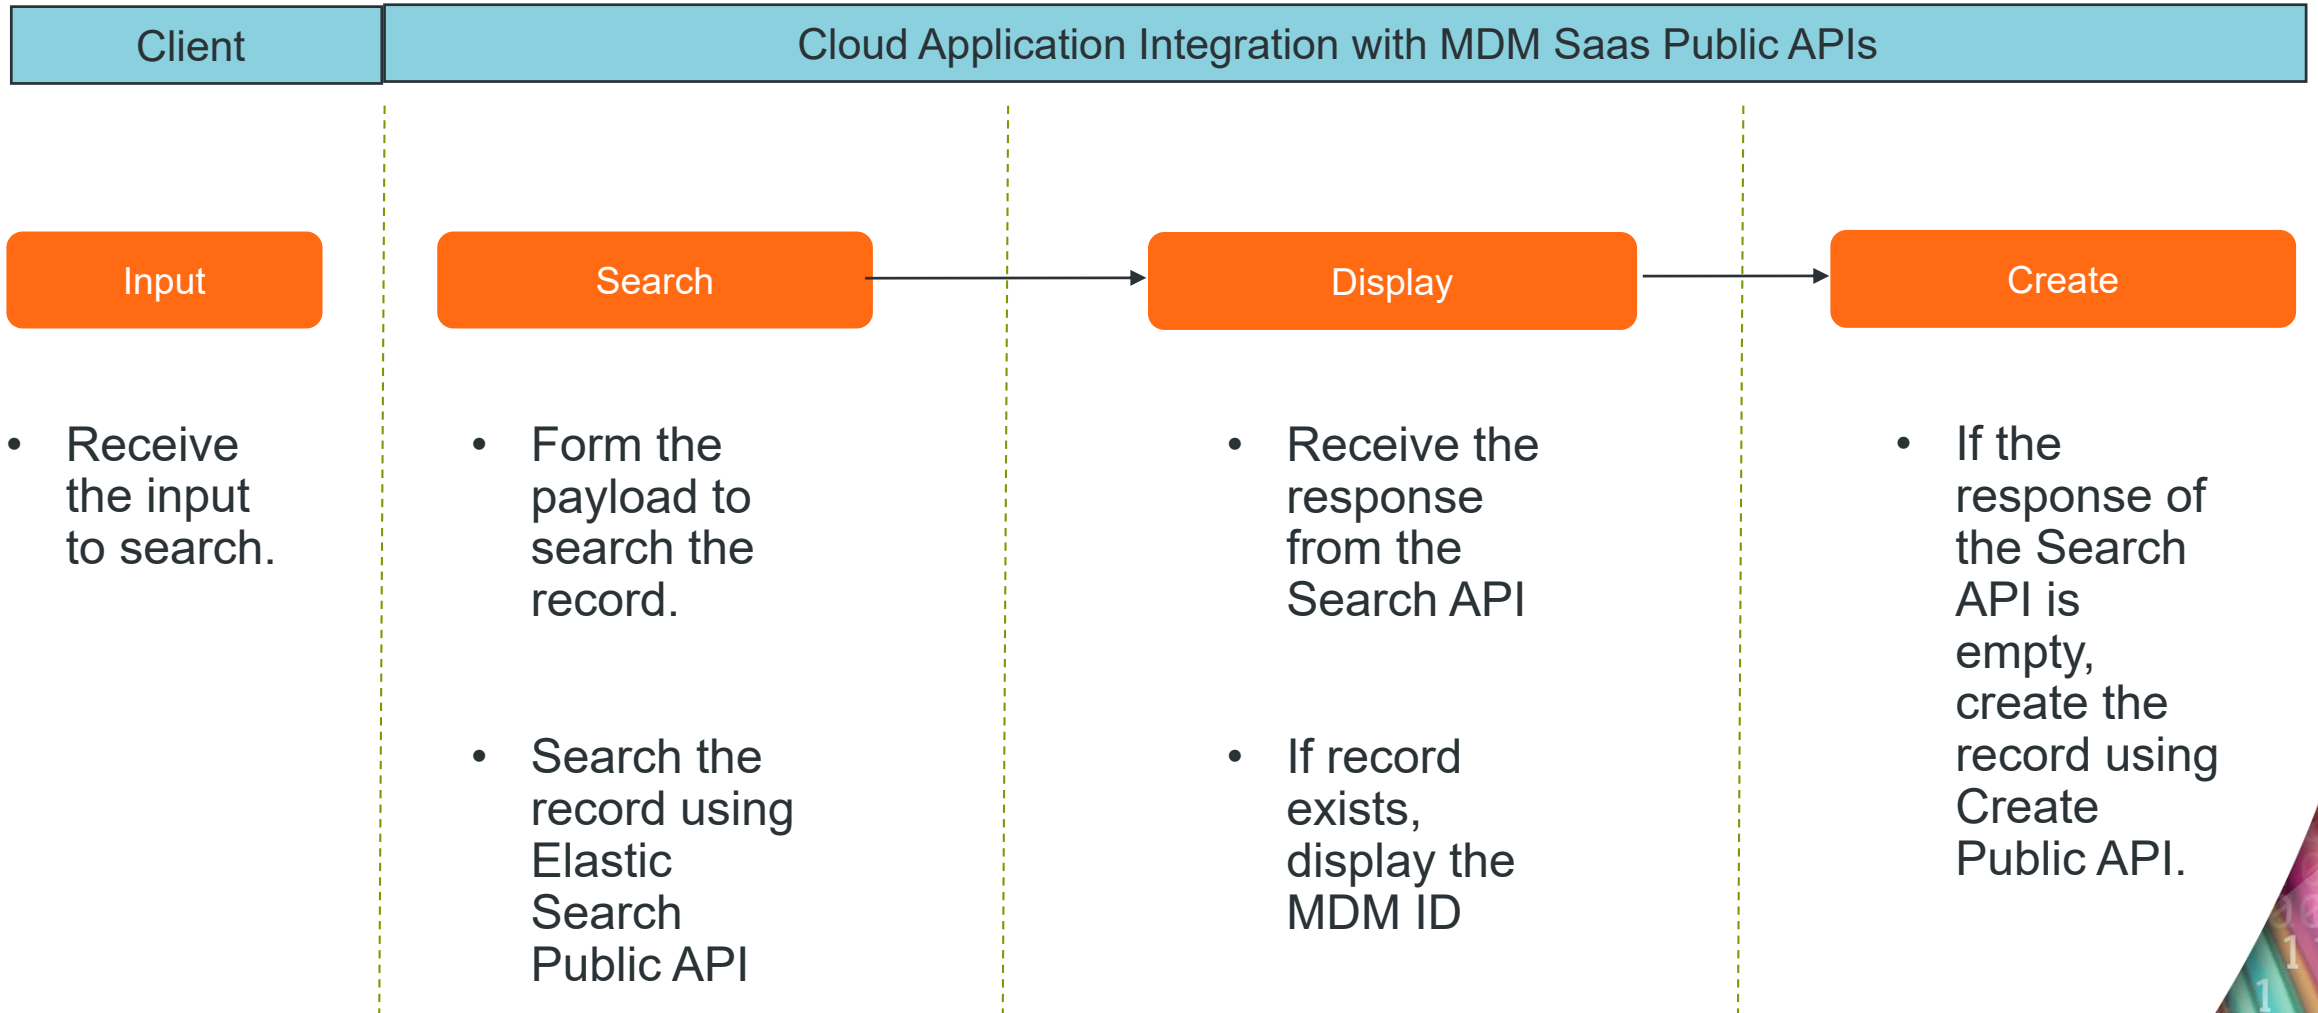 Client
Cloud Application Integration with MDM Saas Public APIs
Input
Search
Display
Create
• Receive
the input
to search.
• Form the
payload to
search the
record.
• Search the
record using
Elastic
Search
Public API
• Receive the
response
from the
Search API
• If record
exists,
display the
MDM ID
• If the
response of
the Search
API is
empty,
create the
record using
Create
Public API.